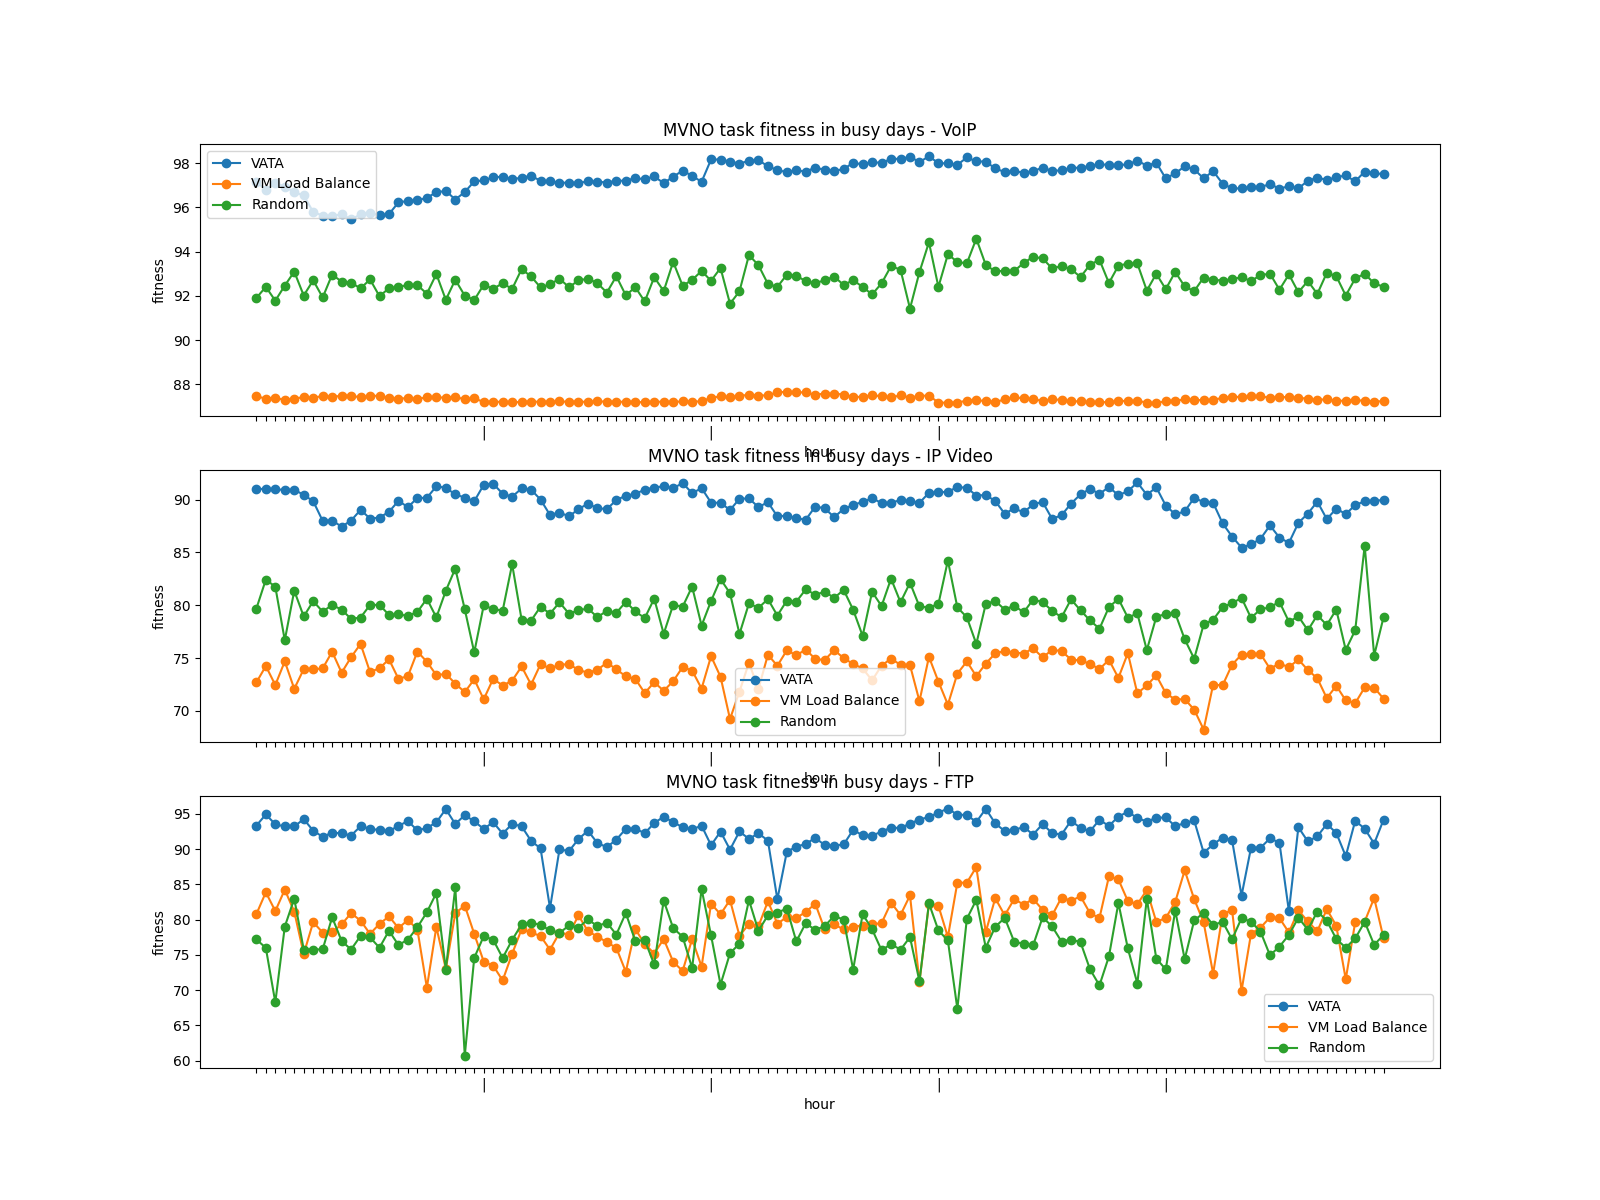 MVNO task fitness in busy days - VoIP
98
96
94
92
90
88
fitness
VATA
VM Load Balance
Random
|
|
|
|
hour
MVNO task fitness in busy days - IP Video
90
85
80
75
70
fitness
VATA
VM Load Balance
Random
|
|
|
|
hour
MVNO task fitness in busy days - FTP
95
90
85
80
75
70
65
60
fitness
VATA
VM Load Balance
Random
|
|
|
|
hour